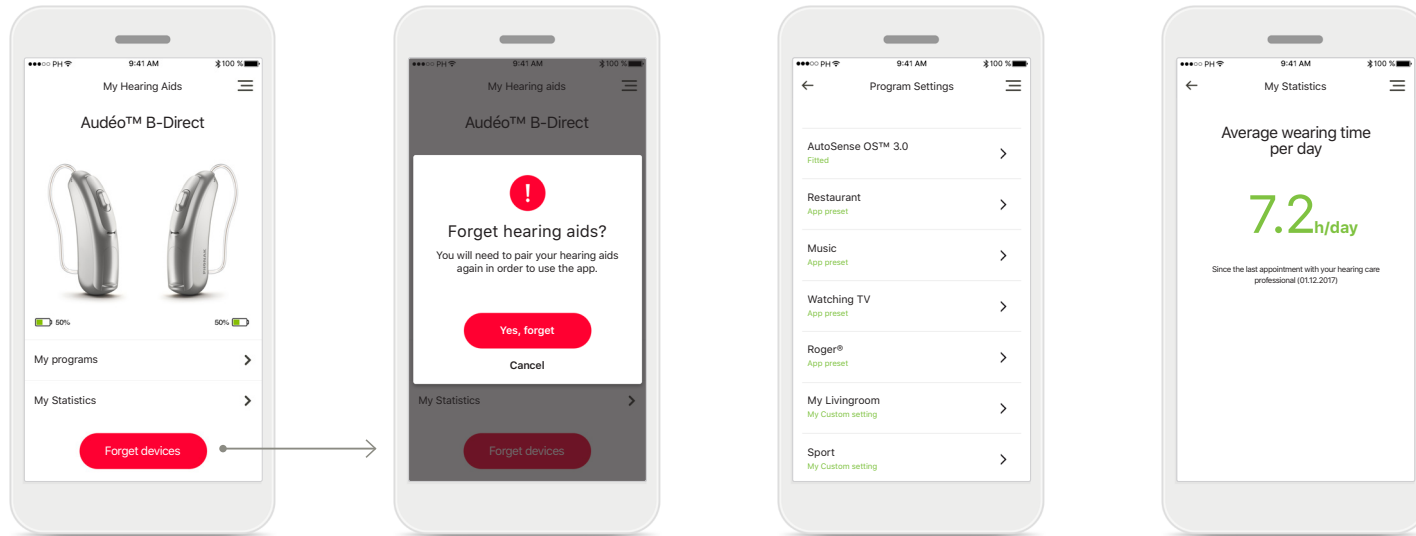 ●●●○○ PH 9:41 AM 100 %
My Hearing Aids
Audéo™ B-Direct
50% 50%
My programs
My Statistics
Forget devices
●●●○○ PH 9:41 AM 100 %
My Hearing aids
Audéo™ B-Direct
!
Forget hearing aids?
You will need to pair your hearing aids
again in order to use the app.
Yes, forget
Cancel
My Statistics
Forget devices
●●●○○ PH 9:41 AM 100 %
Program Settings
AutoSense OS™ 3.0
Fitted
Restaurant
App preset
Music
App preset
Watching TV
App preset
Roger®
App preset
My Livingroom
My Custom setting
Sport
My Custom setting
●●●○○ PH 9:41 AM 100 %
My Statistics
Average wearing time
per day
7.2h/day
Since the last appointment with your hearing care
professional (01.12.2017)